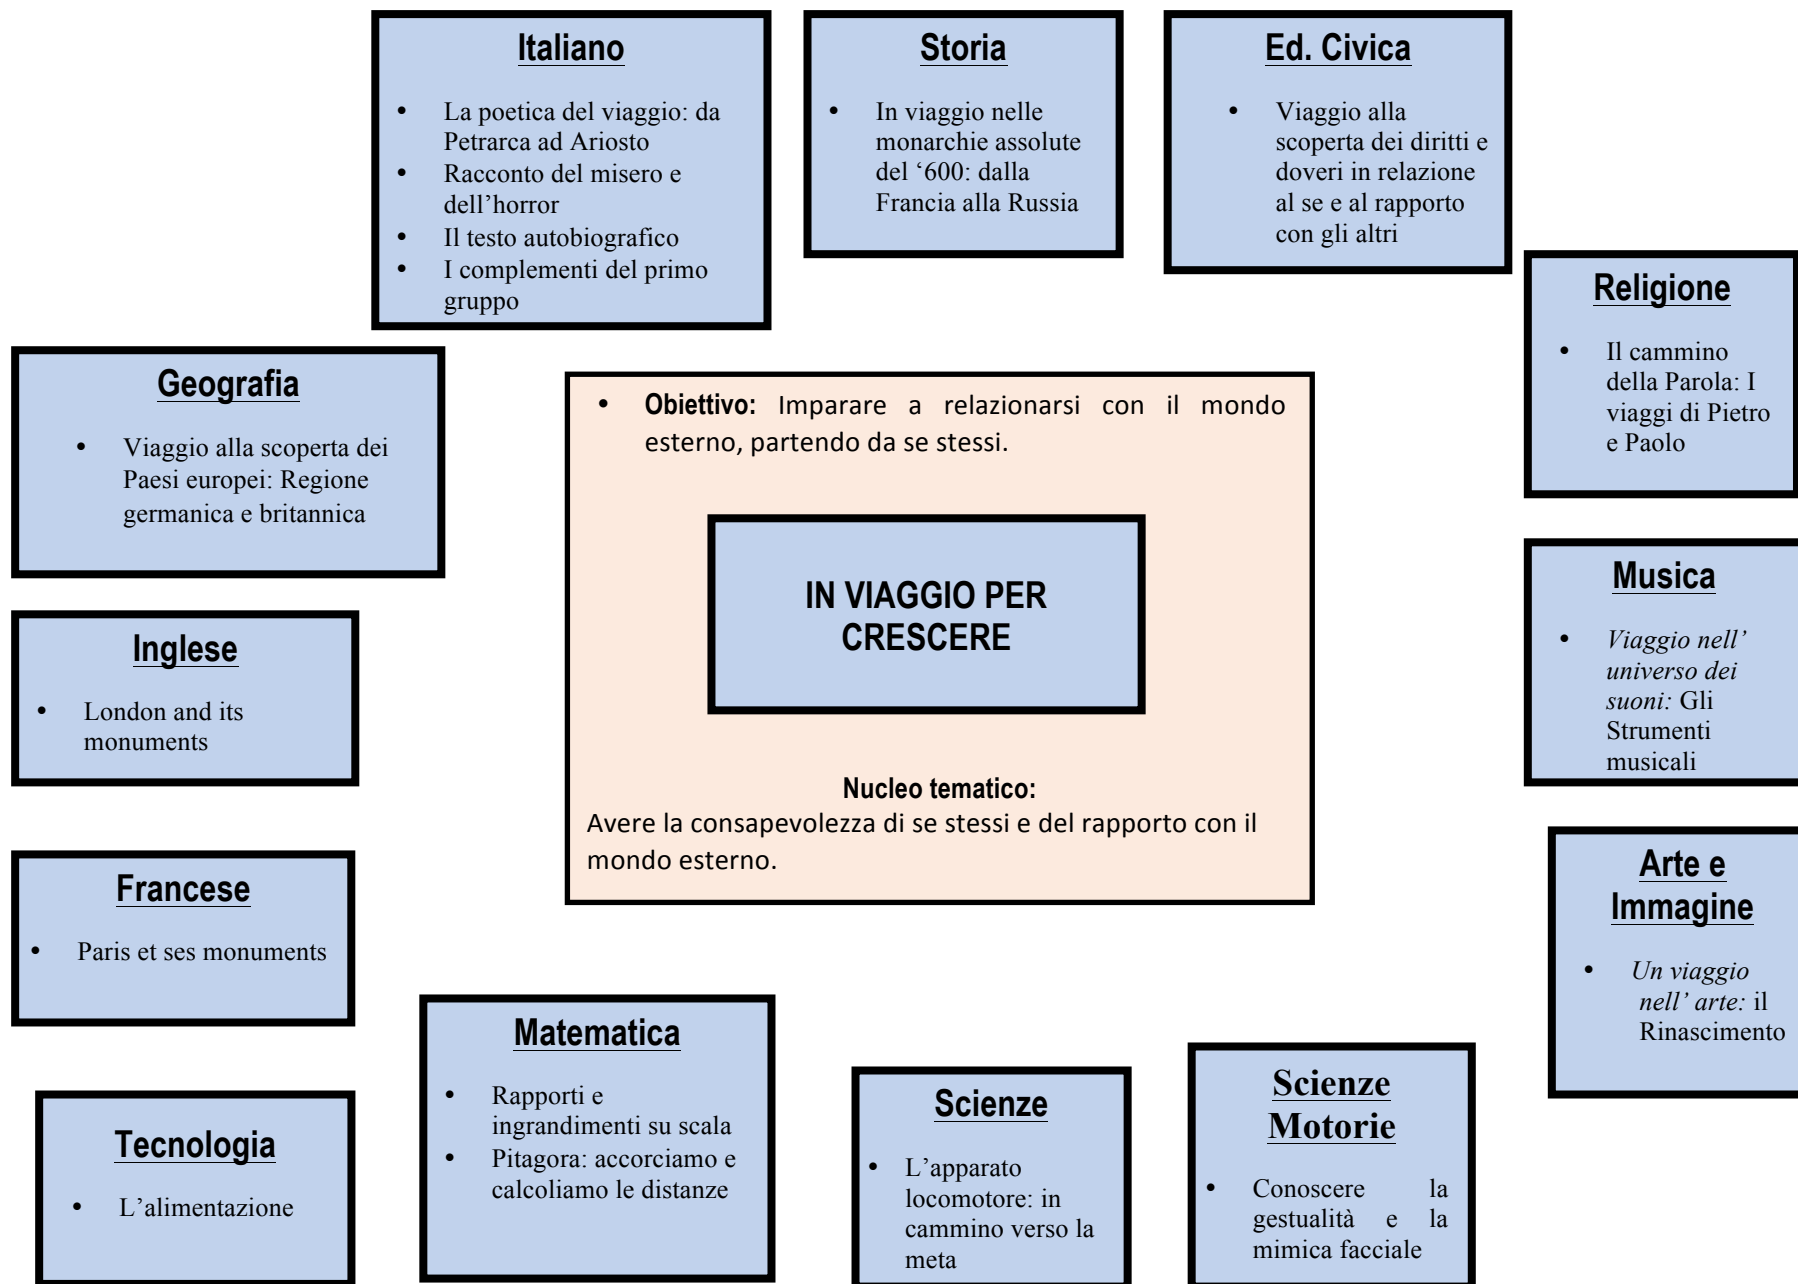 Italiano
• La poetica del viaggio: da
Petrarca ad Ariosto
• Racconto del misero e
dell’horror
• Il testo autobiografico
• I complementi del primo
gruppo
Storia
• In viaggio nelle
monarchie assolute
del ‘600: dalla
Francia alla Russia
Ed. Civica
• Viaggio alla
scoperta dei diritti e
doveri in relazione
al se e al rapporto
con gli altri
Religione
• Il cammino
della Parola: I
viaggi di Pietro
e Paolo
Geografia
• Viaggio alla scoperta dei
Paesi europei: Regione
germanica e britannica
• Obiettivo: Imparare a relazionarsi con il mondo
esterno, partendo da se stessi.
IN VIAGGIO PER
CRESCERE
Nucleo tematico:
Avere la consapevolezza di se stessi e del rapporto con il
mondo esterno.
Musica
• Viaggio nell’
universo dei
suoni: Gli
Strumenti
musicali
Inglese
• London and its
monuments
Francese
• Paris et ses monuments
Arte e
Immagine
• Un viaggio
nell’ arte: il
Rinascimento
Tecnologia
• L’alimentazione
Matematica
• Rapporti e
ingrandimenti su scala
• Pitagora: accorciamo e
calcoliamo le distanze
Scienze
• L’apparato
locomotore: in
cammino verso la
meta
Scienze
Motorie
• Conoscere la
gestualità e la
mimica facciale